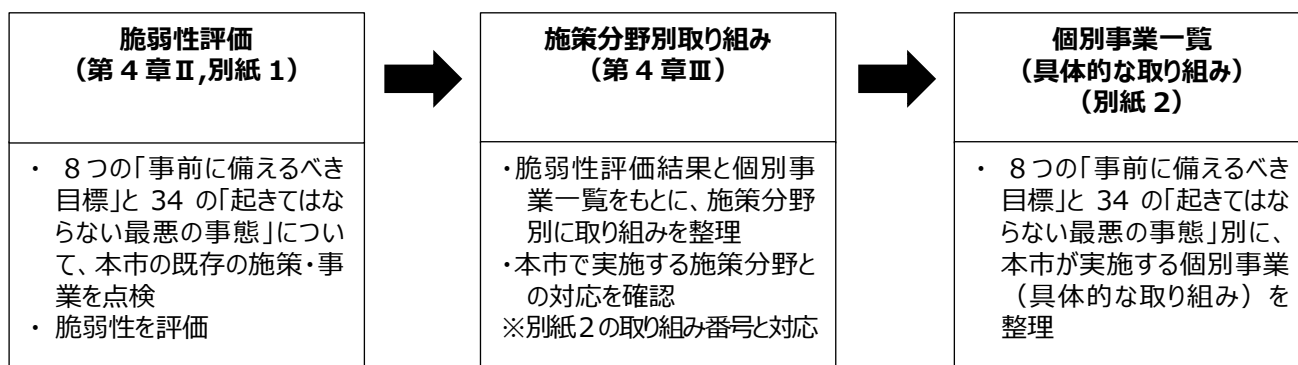 脆弱性評価
（第４章Ⅱ,別紙１）
・ ８つの「事前に備えるべき
目標」と 34 の「起きてはな
らない最悪の事態」につい
て、本市の既存の施策・事
業を点検
・ 脆弱性を評価
施策分野別取り組み
（第４章Ⅲ）
・脆弱性評価結果と個別事
業一覧をもとに、施策分野
別に取り組みを整理
・本市で実施する施策分野と
の対応を確認
※別紙２の取り組み番号と対応
個別事業一覧
（具体的な取り組み）
（別紙２）
・ ８つの「事前に備えるべき
目標」と 34 の「起きてはな
らない最悪の事態」別に、
本市が実施する個別事業
（具体的な取り組み）を
整理